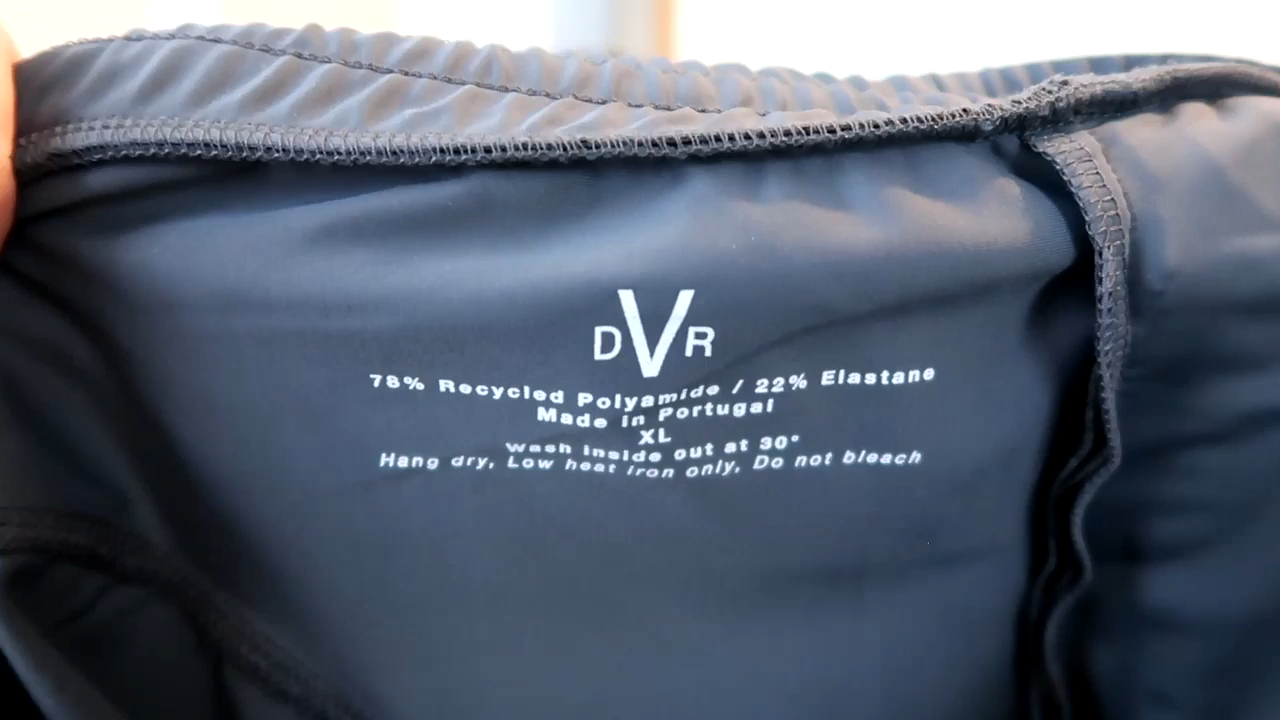 DVR
78% Recycled Polyamide / 22% Elastane
Made in Portugal
XL
wash inside out at 30°
Hang dry, Low heat iron only, Do not bleach